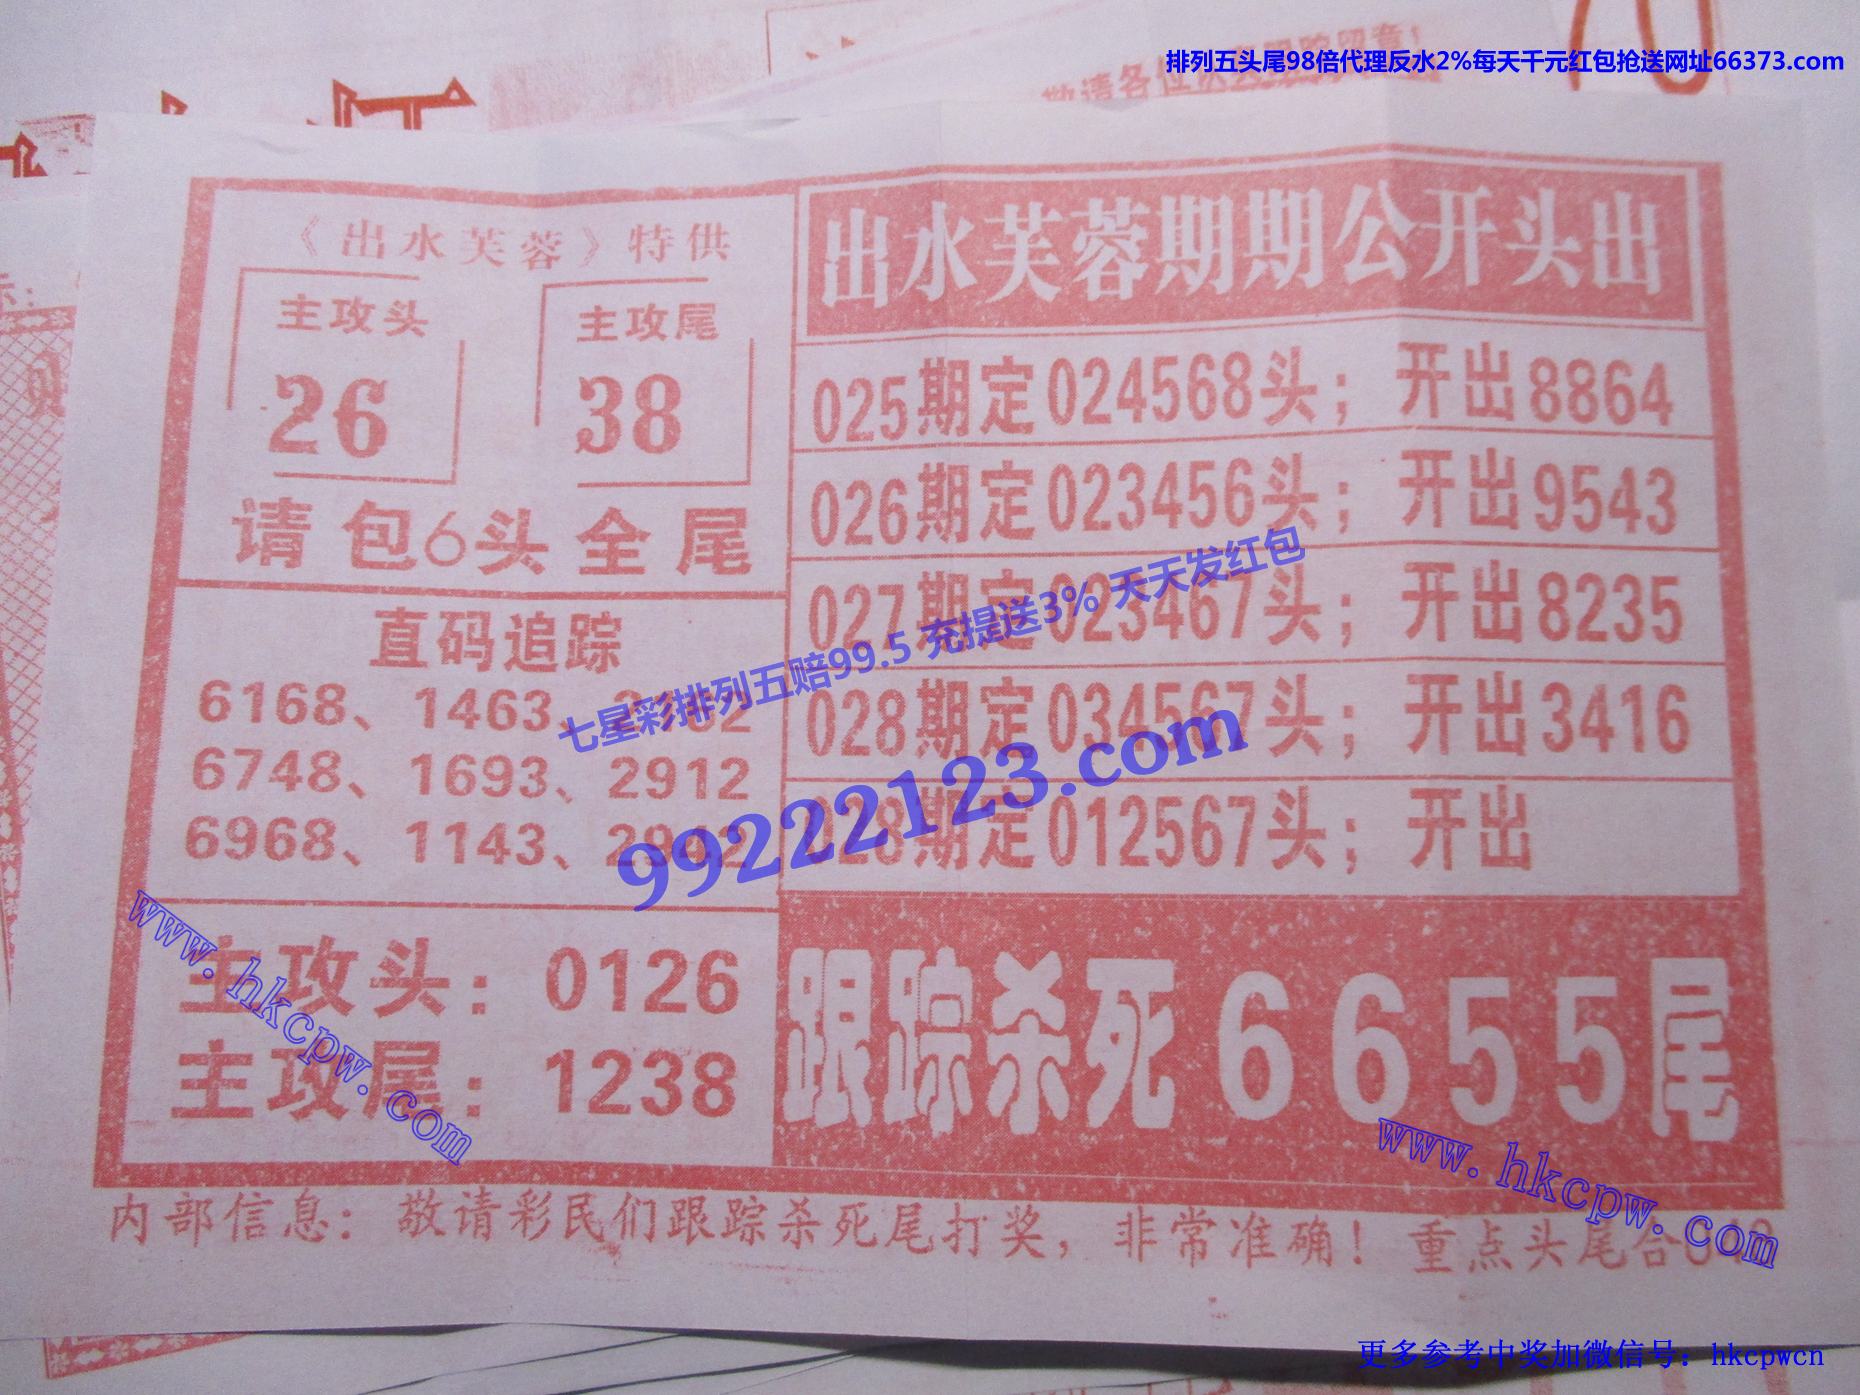 排列五头尾98倍代理反水2%每天千元红包抢送网址66373.com
敬请各位
《出水芙蓉》特供
主攻头
26
主攻尾
38
请包6头全尾
直码追踪
6168、1463、
6748、1693、2912
6968、1143、2942
主攻头：0126
主攻尾：1238
出水芙蓉期期公开头出
025期定024568头；开出8864
026期定023456头；开出9543
027期定023467头；开出8235
028期定034567头；开出3416
028期定012567头；开出
跟踪杀死6655尾
内部信息：敬请彩民们跟踪杀死尾打奖，非常准确！重点头尾合
七星彩排列五赔99.5 充提送3% 天天发红包
99222123.com
www.hkcpw.com
www.hkcpw.com
更多参考中奖加微信号：hkcpwcn